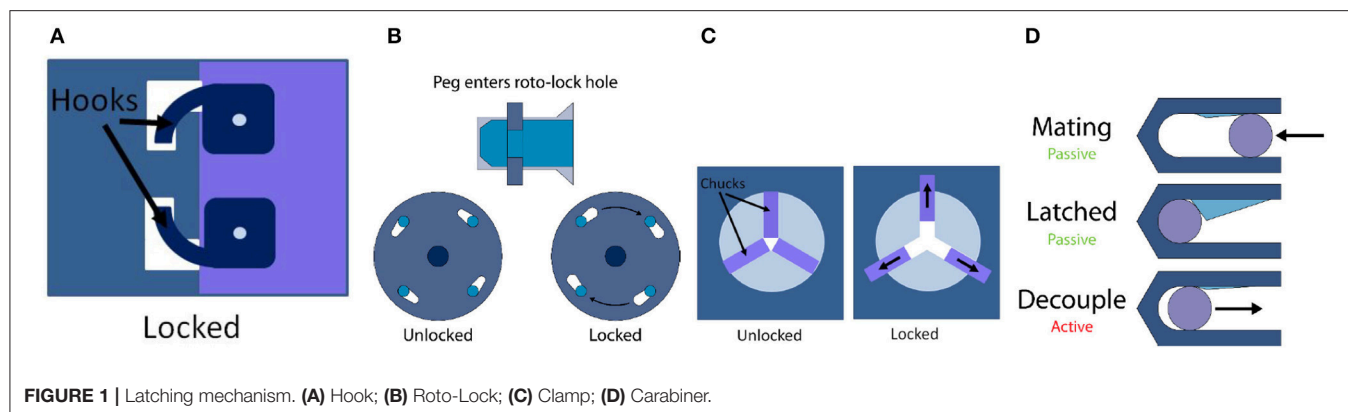 A
Hooks
Locked
B
Peg enters roto-lock hole
Unlocked
Locked
C
Chucks
Unlocked
Locked
D
Mating
Passive
Latched
Passive
Decouple
Active
FIGURE 1 | Latching mechanism. (A) Hook; (B) Roto-Lock; (C) Clamp; (D) Carabiner.